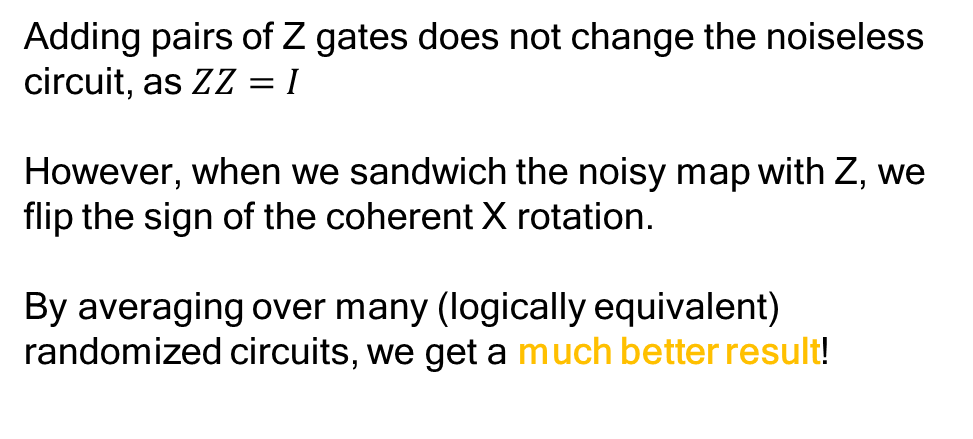 Adding pairs of Z gates does not change the noiseless
circuit, as ZZ = I
However, when we sandwich the noisy map with Z, we
flip the sign of the coherent X rotation.
By averaging over many (logically equivalent)
randomized circuits, we get a much better result!